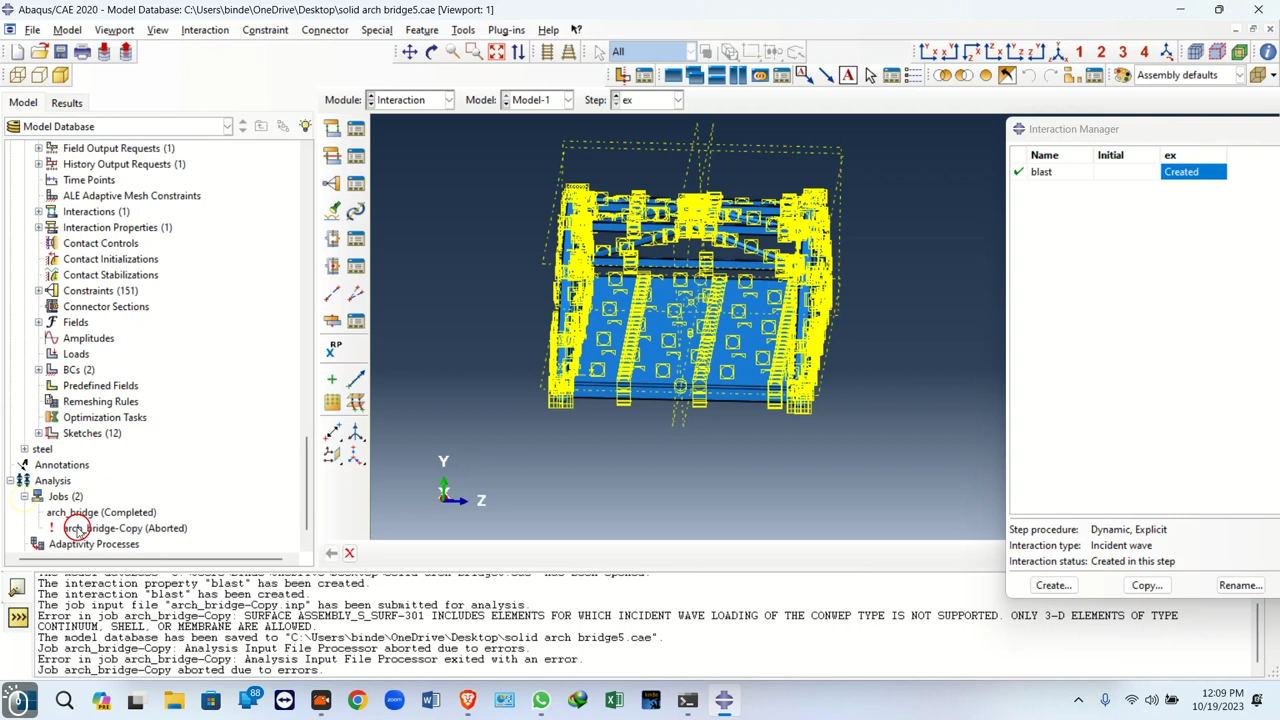 Abaqus/CAE 2020 - Model Database: C:\Users\binde\OneDrive\Desktop\solid arch bridge5.cae [Viewport: 1]
File Model Viewport View Interaction Constraint Connector Special Feature Tools Plug-ins Help
All
1 2 3 4
A
Assembly defaults
Model Results
Module: Interaction Model: Model-1 Step: ex
Model Database
Interaction Manager
Field Output Requests (1)
History Output Requests (1)
Time Points
ALE Adaptive Mesh Constraints
Interactions (1)
Interaction Properties (1)
Contact Controls
Contact Initializations
Contact Stabilizations
Constraints (151)
Connector Sections
Fields
Amplitudes
Loads
BCs (2)
Predefined Fields
Remeshing Rules
Optimization Tasks
Sketches (12)
steel
Annotations
Analysis
Jobs (2)
arch_bridge (Completed)
arch_bridge-Copy (Aborted)
Adaptivity Processes
RP
Y
Z
Name Initial ex
blast Created
Step procedure: Dynamic, Explicit
Interaction type: Incident wave
Interaction status: Created in this step
Create... Copy... Rename...
The interaction property "blast" has been created.
The interaction "blast" has been created.
The job input file "arch_bridge-Copy.inp" has been submitted for analysis.
Error in job arch_bridge-Copy: SURFACE ASSEMBLY_S_SURF-301 INCLUDES ELEMENTS FOR WHICH INCIDENT WAVE LOADING OF THE CONWEP TYPE IS NOT SUPPORTED. ONLY 3-D ELEMENTS OF TYPE
CONTINUUM, SHELL, OR MEMBRANE ARE ALLOWED.
The model database has been saved to "C:\Users\binde\OneDrive\Desktop\solid arch bridge5.cae".
Job arch_bridge-Copy: Analysis Input File Processor aborted due to errors.
Error in job arch_bridge-Copy: Analysis Input File Processor exited with an error.
Job arch_bridge-Copy aborted due to errors.
88
12:09 PM
10/19/2023